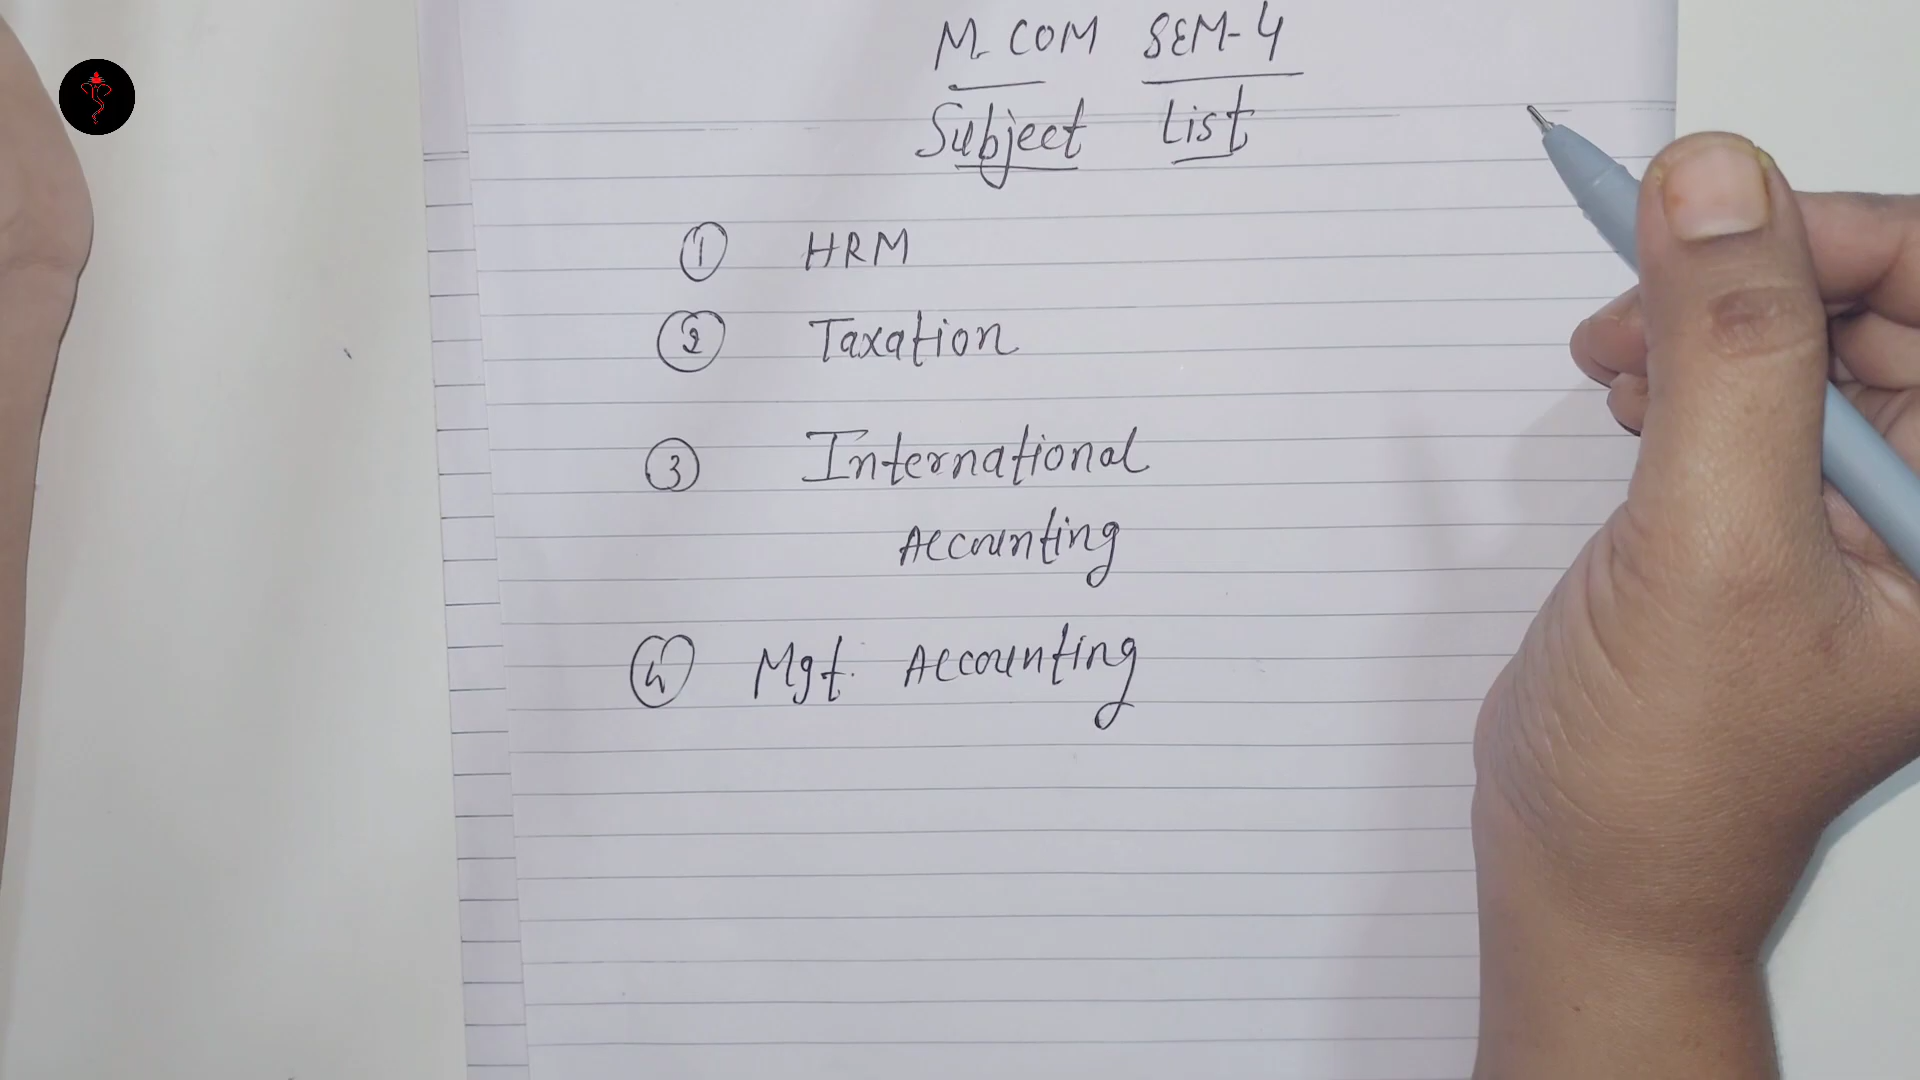 M.COM SEM-4
Subject List
① HRM
② Taxation
③ International
Accounting
④ Mgt. Accounting